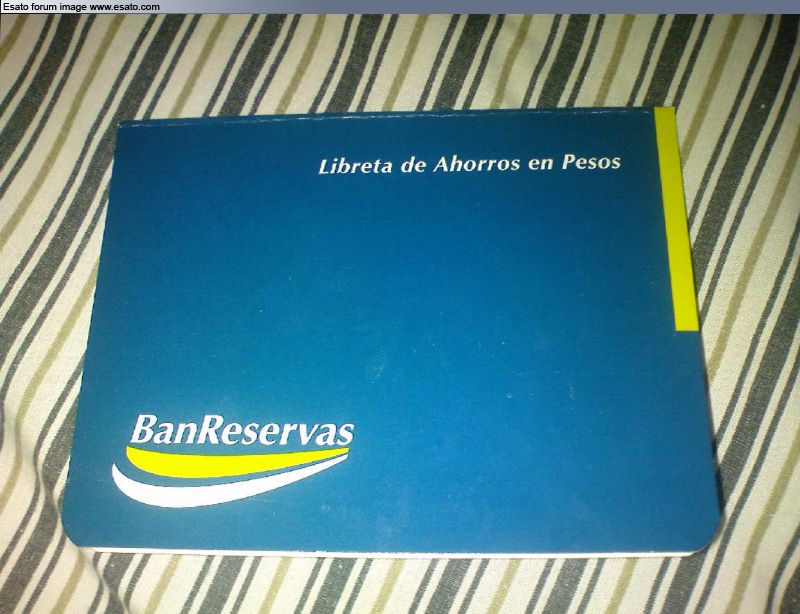 Esato forum image www.esato.com
Libreta de Ahorros en Pesos
BanReservas